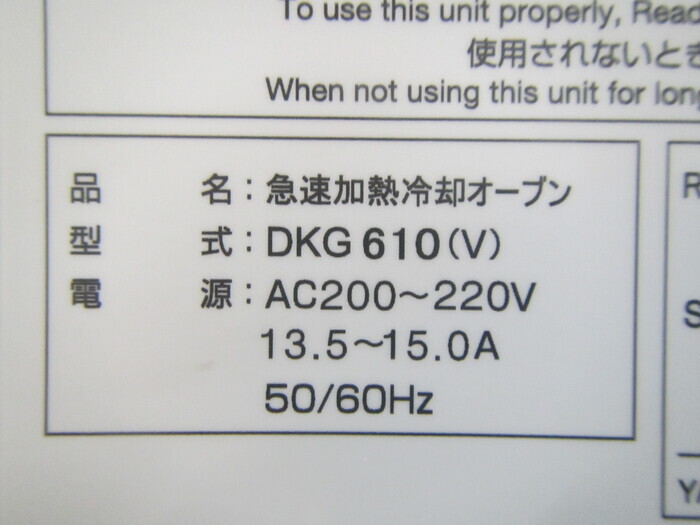 To use this unit properly, Read
使用されないとき
When not using this unit for long
品 名：急速加熱冷却オーブン
型 式：DKG 610 (V)
電 源：AC200～220V
13.5～15.0A
50/60Hz
R
S
YA